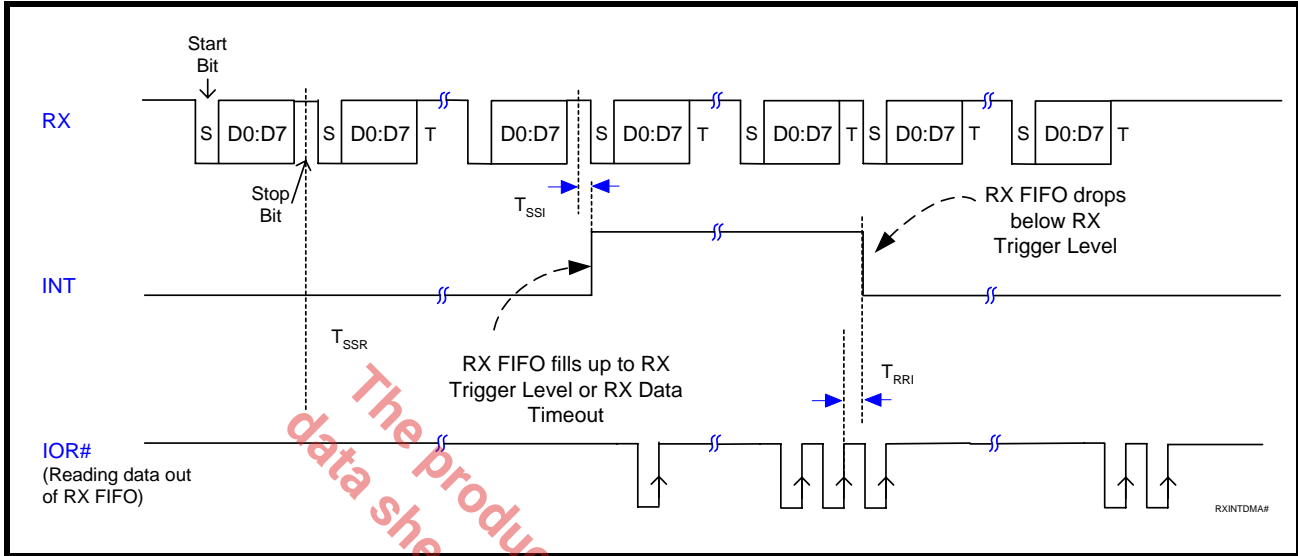 Start
Bit
RX
S D0:D7 S D0:D7 T D0:D7 S D0:D7 T S D0:D7 T S D0:D7 T S D0:D7 T
Stop
Bit
TSSI
RX FIFO drops
below RX
Trigger Level
INT
TSSR
RX FIFO fills up to RX
Trigger Level or RX Data
Timeout
TRRI
IOR#
(Reading data out
of RX FIFO)
RXINTDMA#
The
data